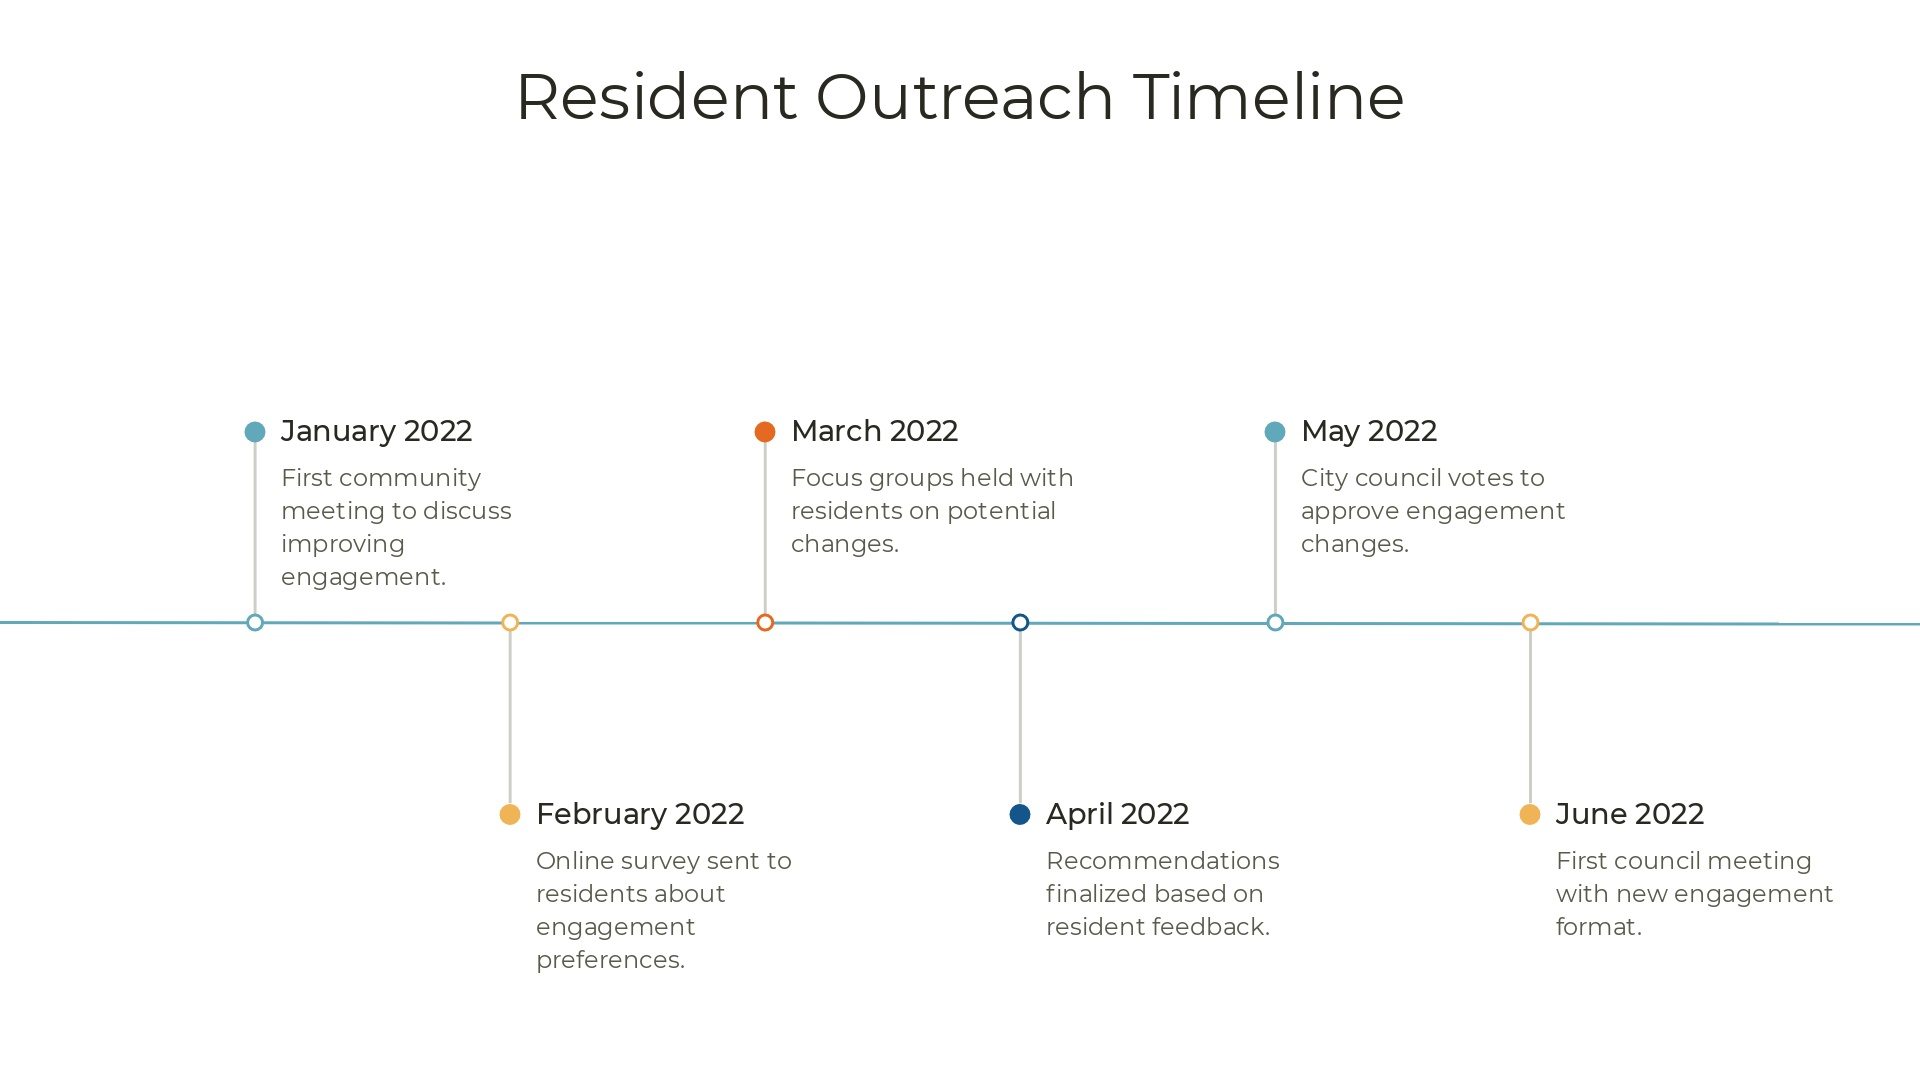 Resident Outreach Timeline
January 2022
First community
meeting to discuss
improving
engagement.
February 2022
Online survey sent to
residents about
engagement
preferences.
March 2022
Focus groups held with
residents on potential
changes.
April 2022
Recommendations
finalized based on
resident feedback.
May 2022
City council votes to
approve engagement
changes.
June 2022
First council meeting
with new engagement
format.